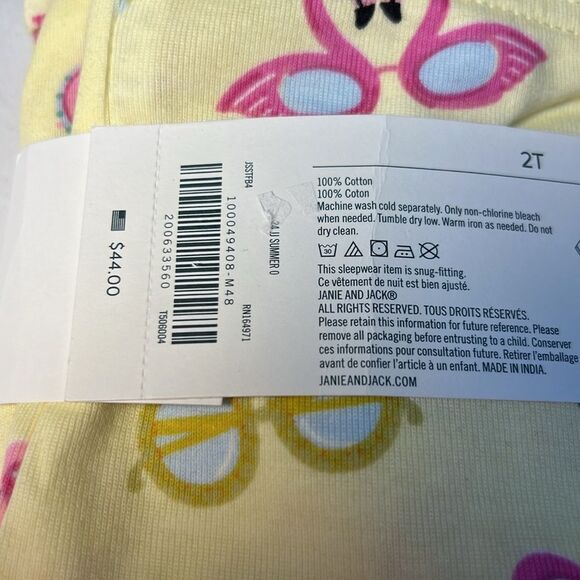 2T
100% Cotton
100% Coton
Machine wash cold separately. Only non-chlorine bleach
when needed. Tumble dry low. Warm iron as needed. Do not
dry clean.
30
This sleepwear item is snug-fitting.
Ce vêtement de nuit est bien ajusté.
JANIE AND JACK®
ALL RIGHTS RESERVED. TOUS DROITS RÉSERVÉS.
Please retain this information for future reference. Please
remove all packaging before entrusting to a child. Conserver
ces informations pour consultation future. Retirer l'emballage
avant de confier l'article à un enfant. MADE IN INDIA.
JANIEANDJACK.COM
JSSTFB4
JJ SUMMER 0
RN164971
100049408-M48
200633560
T506004
$44.00